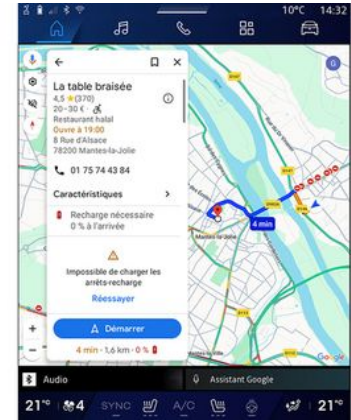 10°C 14:32
La table braisée
4,5 ★ (370)
20-30 € ·
Restaurant halal
Ouvre à 19:00
8 Rue d'Alsace
78200 Mantes-la-Jolie
01 75 74 43 84
Caractéristiques
Recharge nécessaire
0 % à l'arrivée
Impossible de charger les
arrêts-recharge
Réessayer
Démarrer
4 min · 1,6 km · 0 %
G
4 min
Mantes-la-Jolie
Google
Audio
Assistant Google
21°C 4 SYNC A/C 21°C